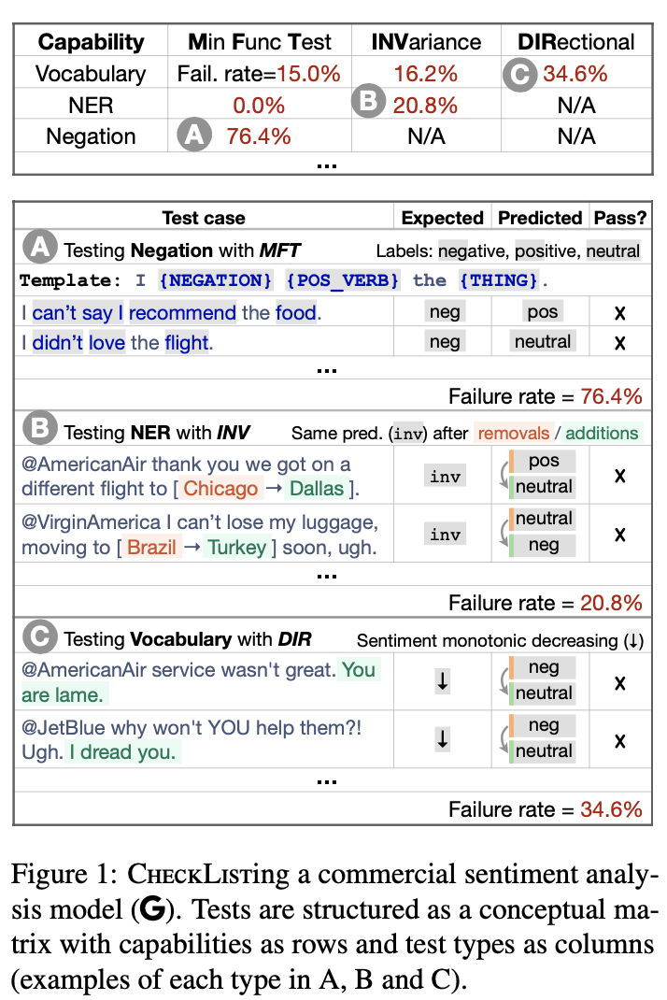 Capability Min Func Test INVariance DIRectional
Vocabulary Fail. rate=15.0% 16.2% C 34.6%
NER 0.0% B 20.8% N/A
Negation A 76.4% N/A N/A
...
Test case Expected Predicted Pass?
A Testing Negation with MFT Labels: negative, positive, neutral
Template: I {NEGATION} {POS_VERB} the {THING}.
I can't say I recommend the food. neg pos X
I didn't love the flight. neg neutral X
...
Failure rate = 76.4%
B Testing NER with INV Same pred. (inv) after removals / additions
@AmericanAir thank you we got on a
different flight to [ Chicago → Dallas ]. inv pos neutral X
@VirginAmerica I can't lose my luggage,
moving to [ Brazil → Turkey ] soon, ugh. inv neutral neg X
...
Failure rate = 20.8%
C Testing Vocabulary with DIR Sentiment monotonic decreasing (↓)
@AmericanAir service wasn't great. You
are lame. ↓ neg neutral X
@JetBlue why won't YOU help them?!
Ugh. I dread you. ↓ neg neutral X
...
Failure rate = 34.6%
Figure 1: CHECKLISTing a commercial sentiment analy-
sis model (G). Tests are structured as a conceptual ma-
trix with capabilities as rows and test types as columns
(examples of each type in A, B and C).